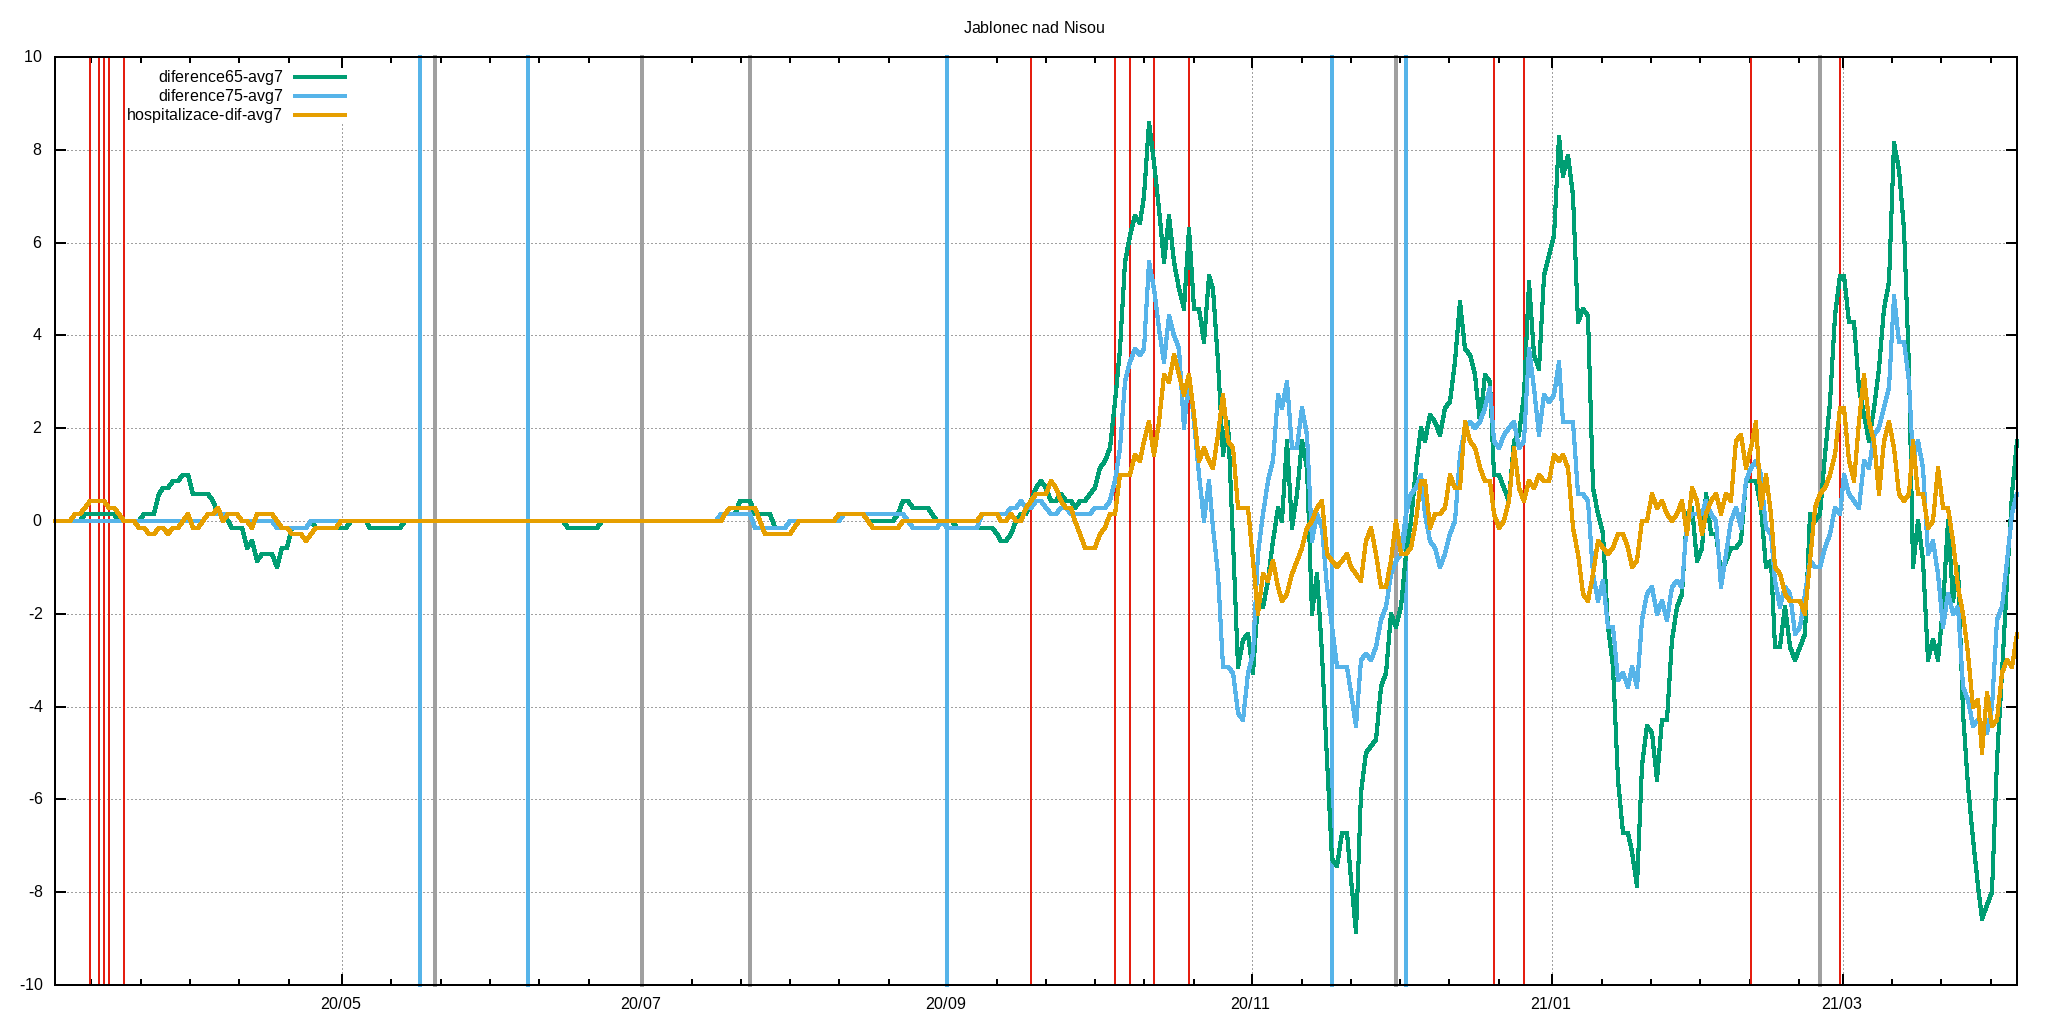 Jablonec nad Nisou
diference65-avg7
diference75-avg7
hospitalizace-dif-avg7
10
8
6
4
2
0
-2
-4
-6
-8
-10
20/05 20/07 20/09 20/11 21/01 21/03